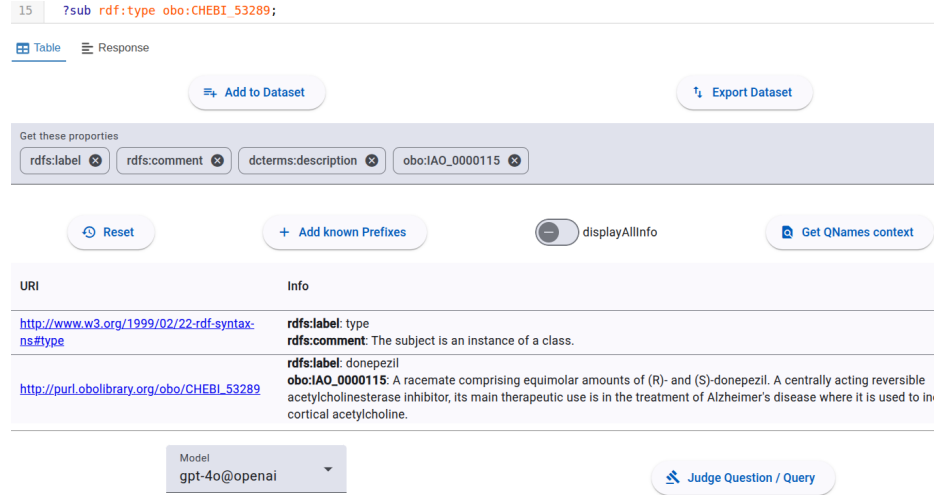 15 ?sub rdf:type obo:CHEBI_53289;
Table Response
Add to Dataset Export Dataset
Get these proporties
rdfs:label rdfs:comment dcterms:description obo:IAO_0000115
Reset Add known Prefixes displayAllInfo Get QNames context
URI Info
http://www.w3.org/1999/02/22-rdf-syntax-
ns#type
rdfs:label: type
rdfs:comment: The subject is an instance of a class.
http://purl.obolibrary.org/obo/CHEBI_53289
rdfs:label: donepezil
obo:IAO_0000115: A racemate comprising equimolar amounts of (R)- and (S)-donepezil. A centrally acting reversible
acetylcholinesterase inhibitor, its main therapeutic use is in the treatment of Alzheimer's disease where it is used to
cortical acetylcholine.
Model
gpt-4o@openai
Judge Question / Query